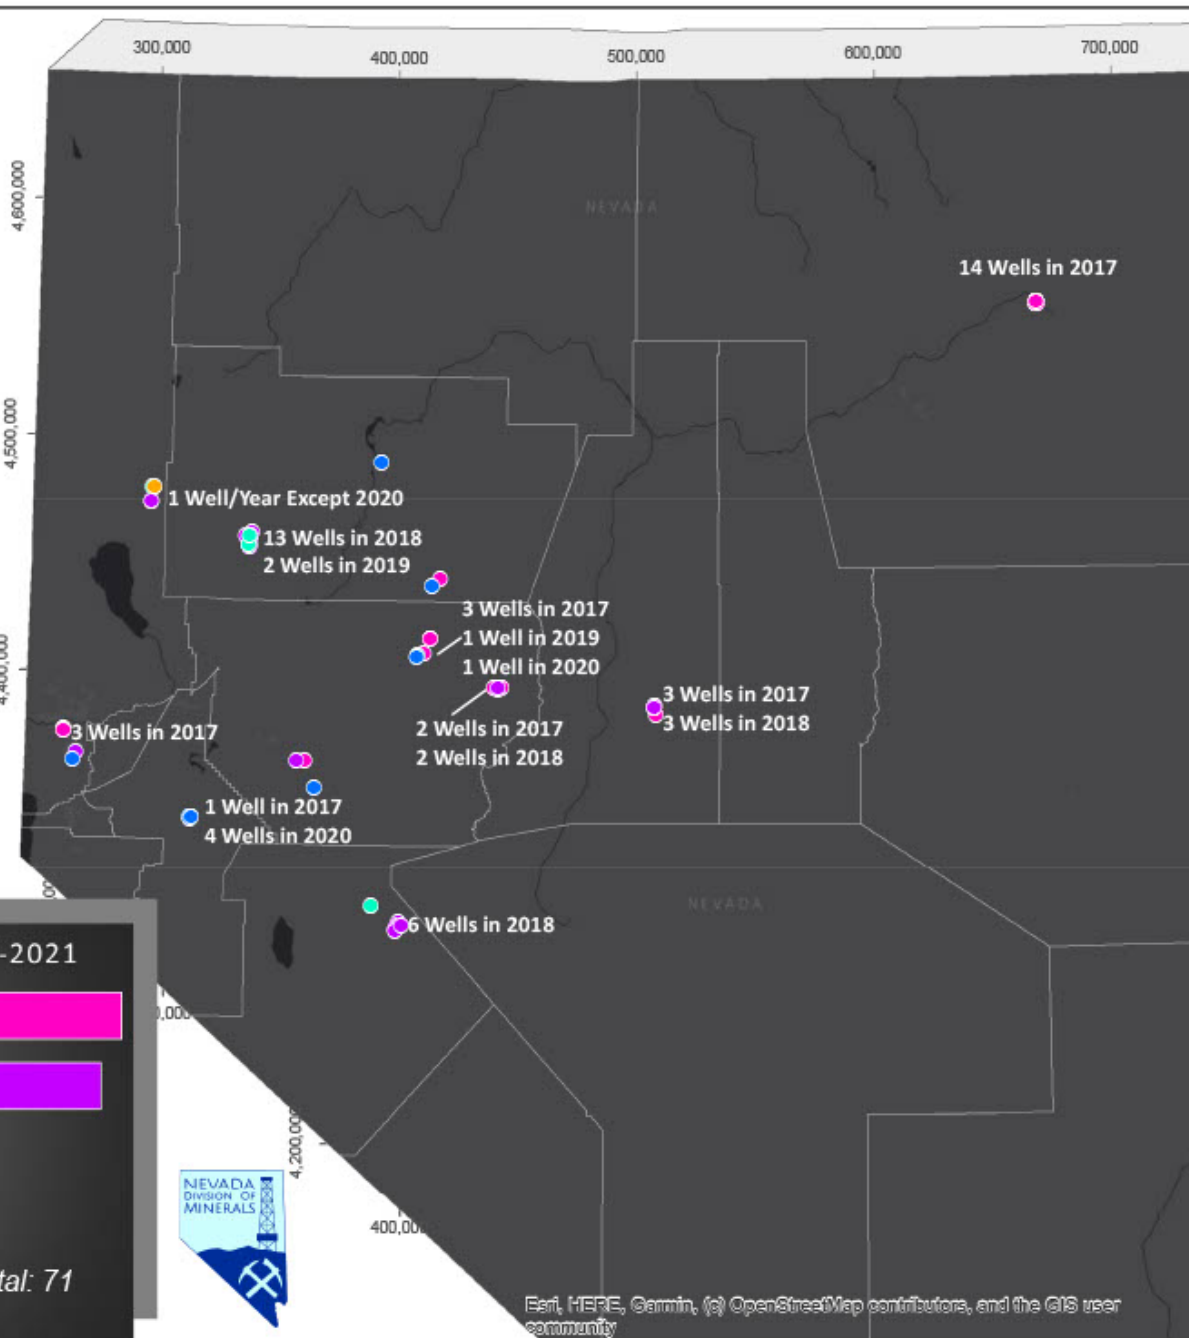 300,000
400,000
500,000
600,000
700,000
4,600,000
NEVADA
14 Wells in 2017
4,500,000
1 Well/Year Except 2020
13 Wells in 2018
2 Wells in 2019
3 Wells in 2017
1 Well in 2019
1 Well in 2020
4,400,000
3 Wells in 2017
3 Wells in 2018
3 Wells in 2017
2 Wells in 2017
2 Wells in 2018
1 Well in 2017
4 Wells in 2020
NEVADA
6 Wells in 2018
-2021
4,200,000
NEVADA
DIVISION OF
MINERALS
400,000
tal: 71
Esri, HERE, Garmin, (c) OpenStreetMap contributors, and the GIS user
community